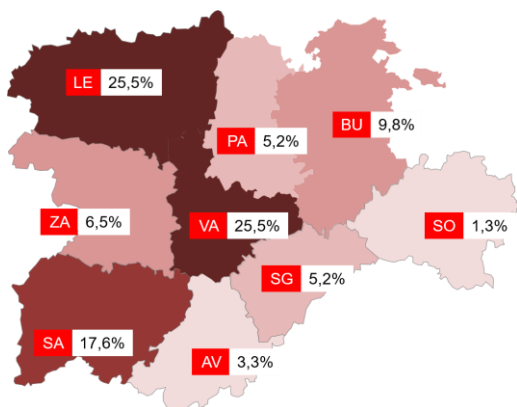 LE 25,5%
PA 5,2%
BU 9,8%
ZA 6,5%
VA 25,5%
SO 1,3%
SG 5,2%
SA 17,6%
AV 3,3%